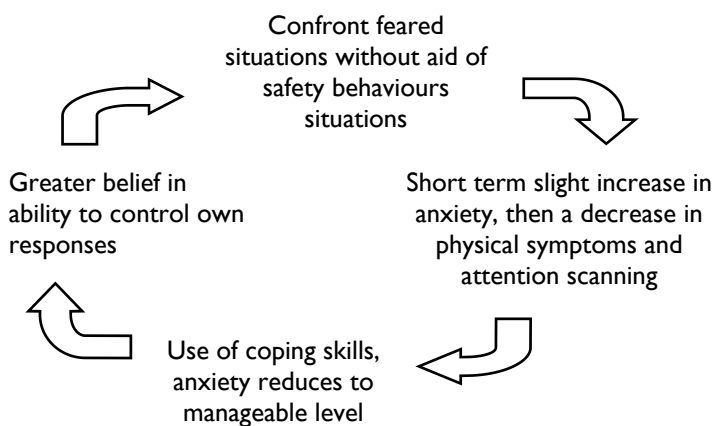 Confront feared
situations without aid of
safety behaviours
situations
Short term slight increase in
anxiety, then a decrease in
physical symptoms and
attention scanning
Use of coping skills,
anxiety reduces to
manageable level
Greater belief in
ability to control own
responses